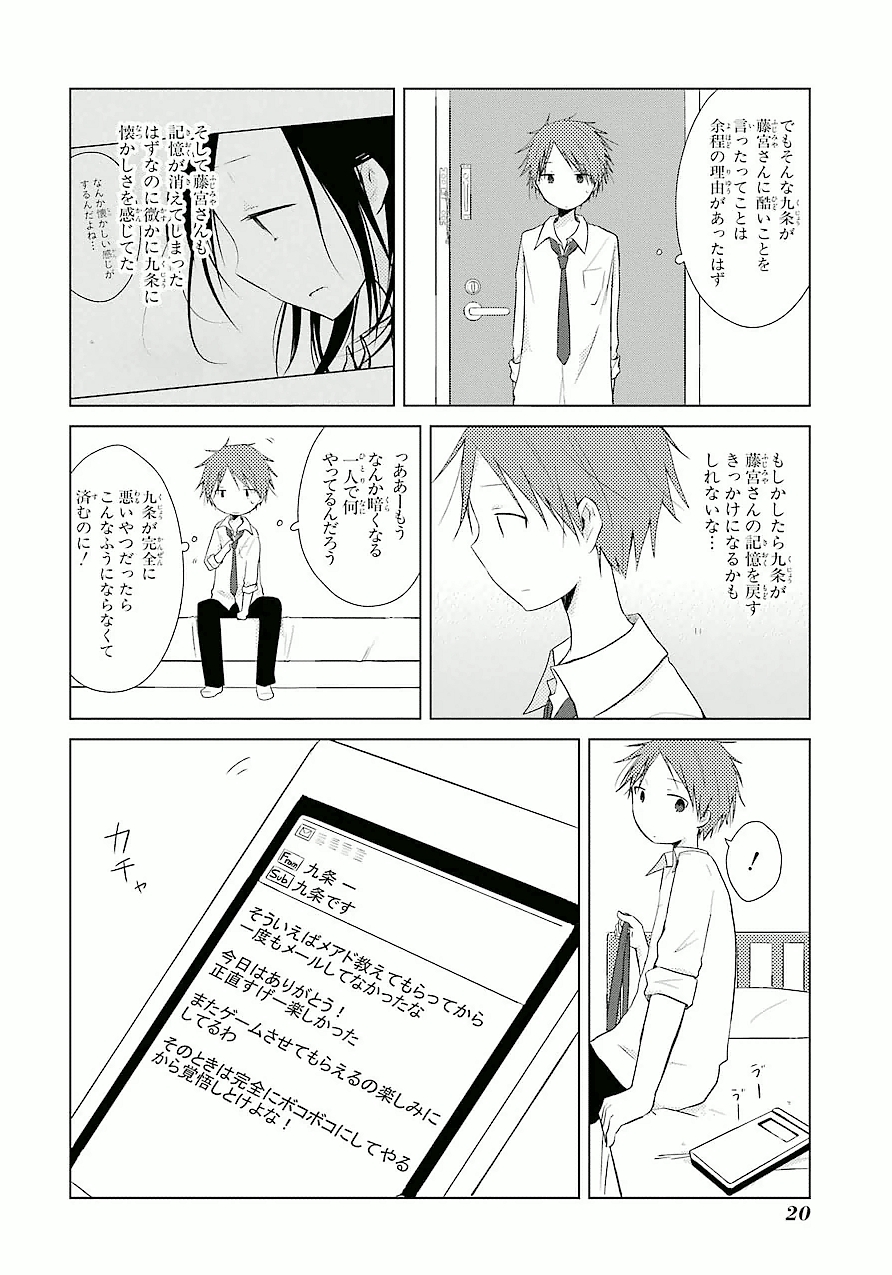 でもそんな九条が
藤宮さんに酷いことを
言ったってことは
余程の理由があったはず
そして藤宮さんも
記憶が消えてしまった
はずなのに微かに九条に
懐かしさを感じてた
なんか懐かしい感じが
するんだよね…
もしかしたら九条が
藤宮さんの記憶を戻す
きっかけになるかも
しれないな…
っああーもう
なんか暗くなる
一人で何
やってるんだろう
九条が完全に
悪いやつだったら
こんなふうにならなくて
済むのに!
!
ヴー
ヴー
カチャ
From 九条 一
Sub 九条です
そういえばメアド教えてもらってから
一度もメールしてなかったな
今日はありがとう!
正直すげー楽しかった
またゲームさせてもらえるの楽しみに
してるわ
そのときは完全にボコボコにしてやる
から覚悟しとけよな!
20